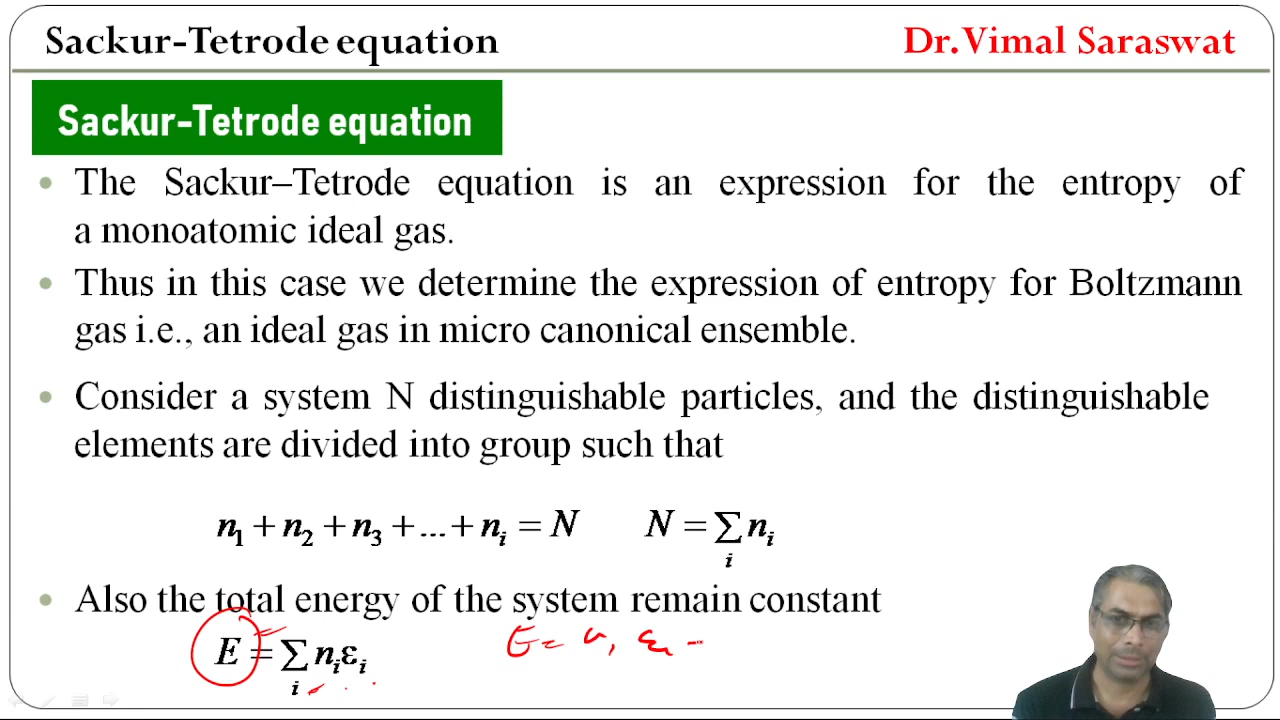 Sackur-Tetrode equation
Dr. Vimal Saraswat
Sackur-Tetrode equation
• The Sackur–Tetrode equation is an expression for the entropy of
a monoatomic ideal gas.
• Thus in this case we determine the expression of entropy for Boltzmann
gas i.e., an ideal gas in micro canonical ensemble.
• Consider a system N distinguishable particles, and the distinguishable
elements are divided into group such that
n₁ + n₂ + n₃ + ... + nᵢ = N
N = ∑ᵢ nᵢ
• Also the total energy of the system remain constant
E = ∑ᵢ nᵢεᵢ
E =